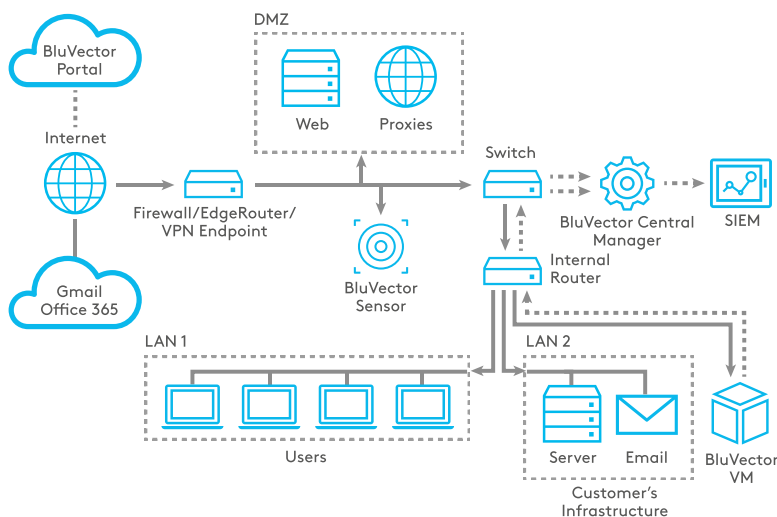 BluVector
Portal
Internet
Gmail
Office 365
Firewall/EdgeRouter/
VPN Endpoint
DMZ
Web
Proxies
BluVector
Sensor
Switch
BluVector Central
Manager
SIEM
Internal
Router
LAN 1
Users
LAN 2
Server
Email
Customer’s
Infrastructure
BluVector
VM